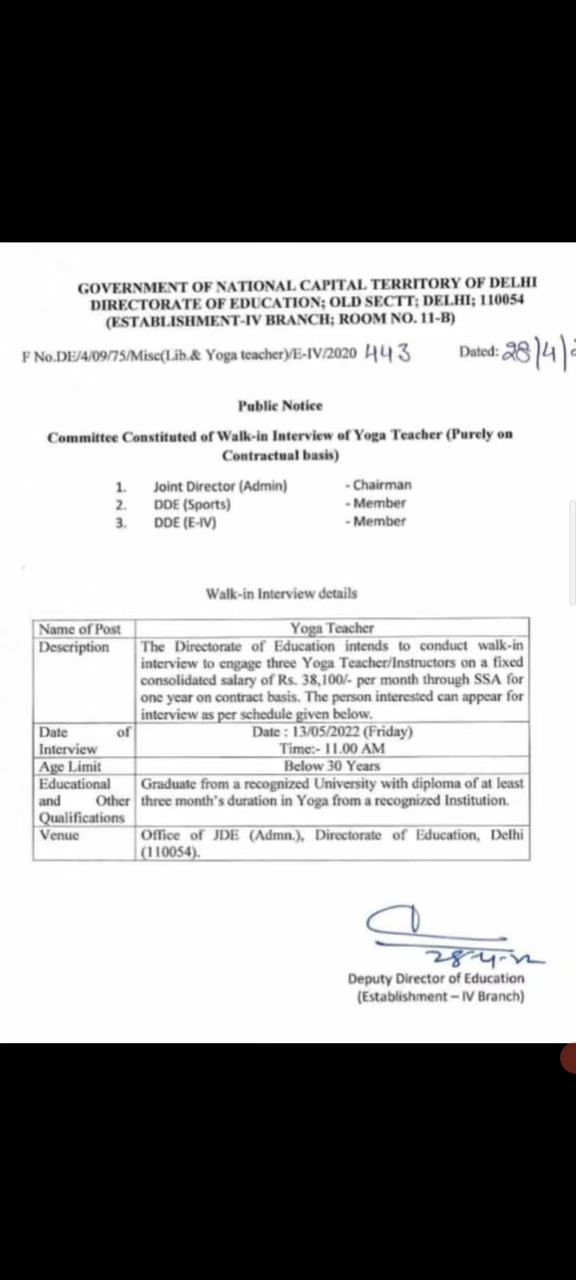 GOVERNMENT OF NATIONAL CAPITAL TERRITORY OF DELHI
DIRECTORATE OF EDUCATION; OLD SECTT; DELHI; 110054
(ESTABLISHMENT-IV BRANCH; ROOM NO. 11-B)
F No.DE/4/09/75/Misc(Lib.& Yoga teacher)/E-IV/2020 443 Dated: 28/4/
Public Notice
Committee Constituted of Walk-in Interview of Yoga Teacher (Purely on
Contractual basis)
1. Joint Director (Admin) - Chairman
2. DDE (Sports) - Member
3. DDE (E-IV) - Member
Walk-in Interview details
Name of Post Yoga Teacher
Description The Directorate of Education intends to conduct walk-in
interview to engage three Yoga Teacher/Instructors on a fixed
consolidated salary of Rs. 38,100/- per month through SSA for
one year on contract basis. The person interested can appear for
interview as per schedule given below.
Date of Date : 13/05/2022 (Friday)
Interview Time:- 11.00 AM
Age Limit Below 30 Years
Educational Graduate from a recognized University with diploma of at least
and Other three month's duration in Yoga from a recognized Institution.
Qualifications
Venue Office of JDE (Admn.), Directorate of Education, Delhi
(110054).
28-4-22
Deputy Director of Education
(Establishment – IV Branch)